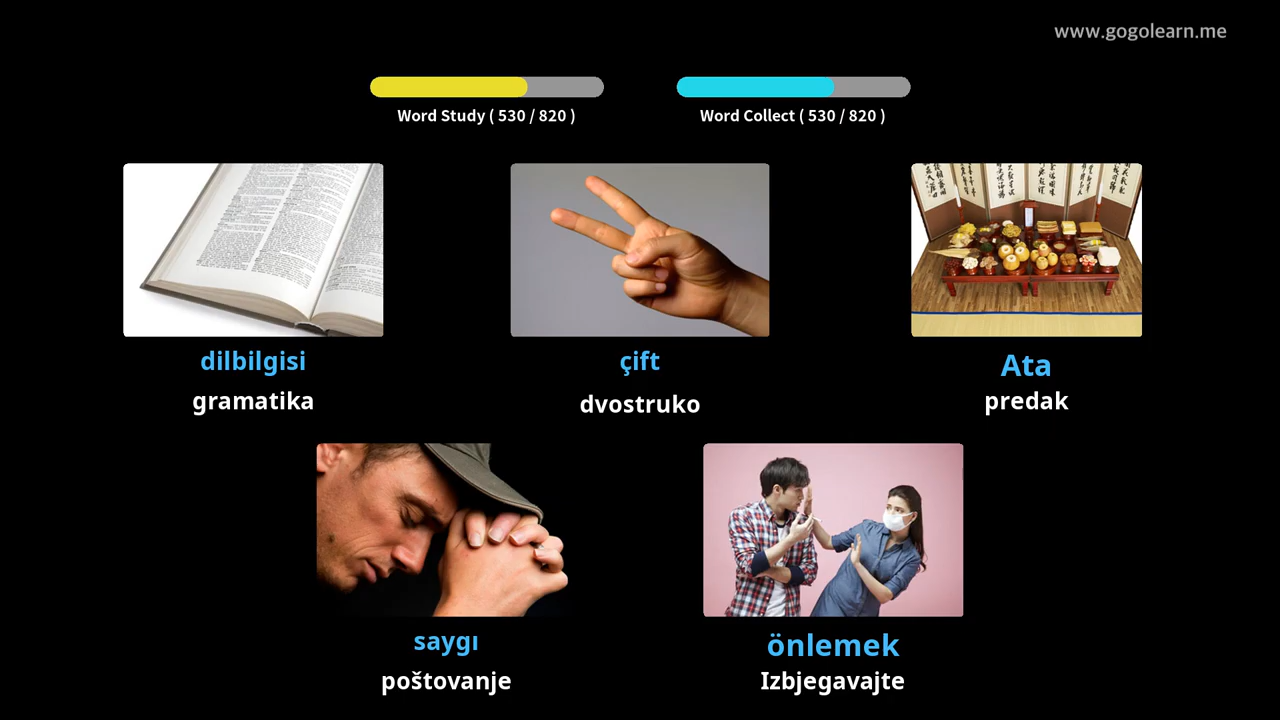 www.gogolearn.me
Word Study ( 530 / 820 )
Word Collect ( 530 / 820 )
dilbilgisi
gramatika
çift
dvostruko
Ata
predak
saygı
poštovanje
önlemek
Izbjegavajte